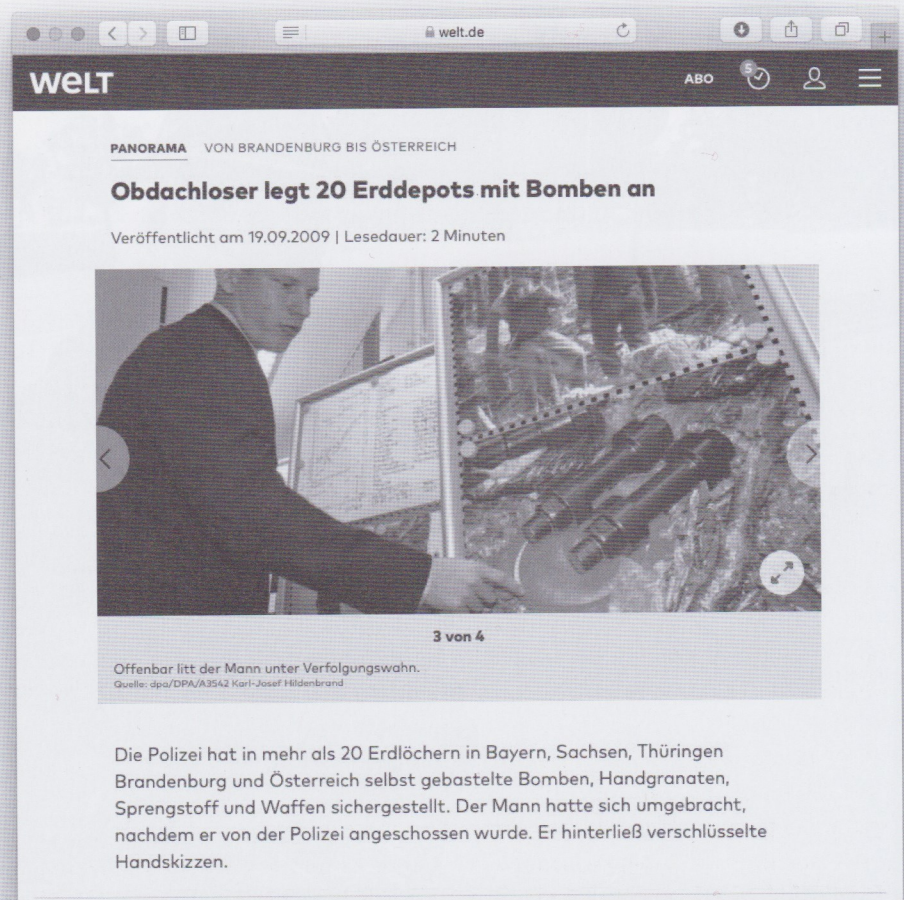 welt.de
WELT
ABO
5
PANORAMA VON BRANDENBURG BIS ÖSTERREICH
Obdachloser legt 20 Erddepots mit Bomben an
Veröffentlicht am 19.09.2009 | Lesedauer: 2 Minuten
3 von 4
Offenbar litt der Mann unter Verfolgungswahn.
Quelle: dpa/DPA/A3542 Karl-Josef Hildenbrand
Die Polizei hat in mehr als 20 Erdlöchern in Bayern, Sachsen, Thüringen
Brandenburg und Österreich selbst gebastelte Bomben, Handgranaten,
Sprengstoff und Waffen sichergestellt. Der Mann hatte sich umgebracht,
nachdem er von der Polizei angeschossen wurde. Er hinterließ verschlüsselte
Handskizzen.